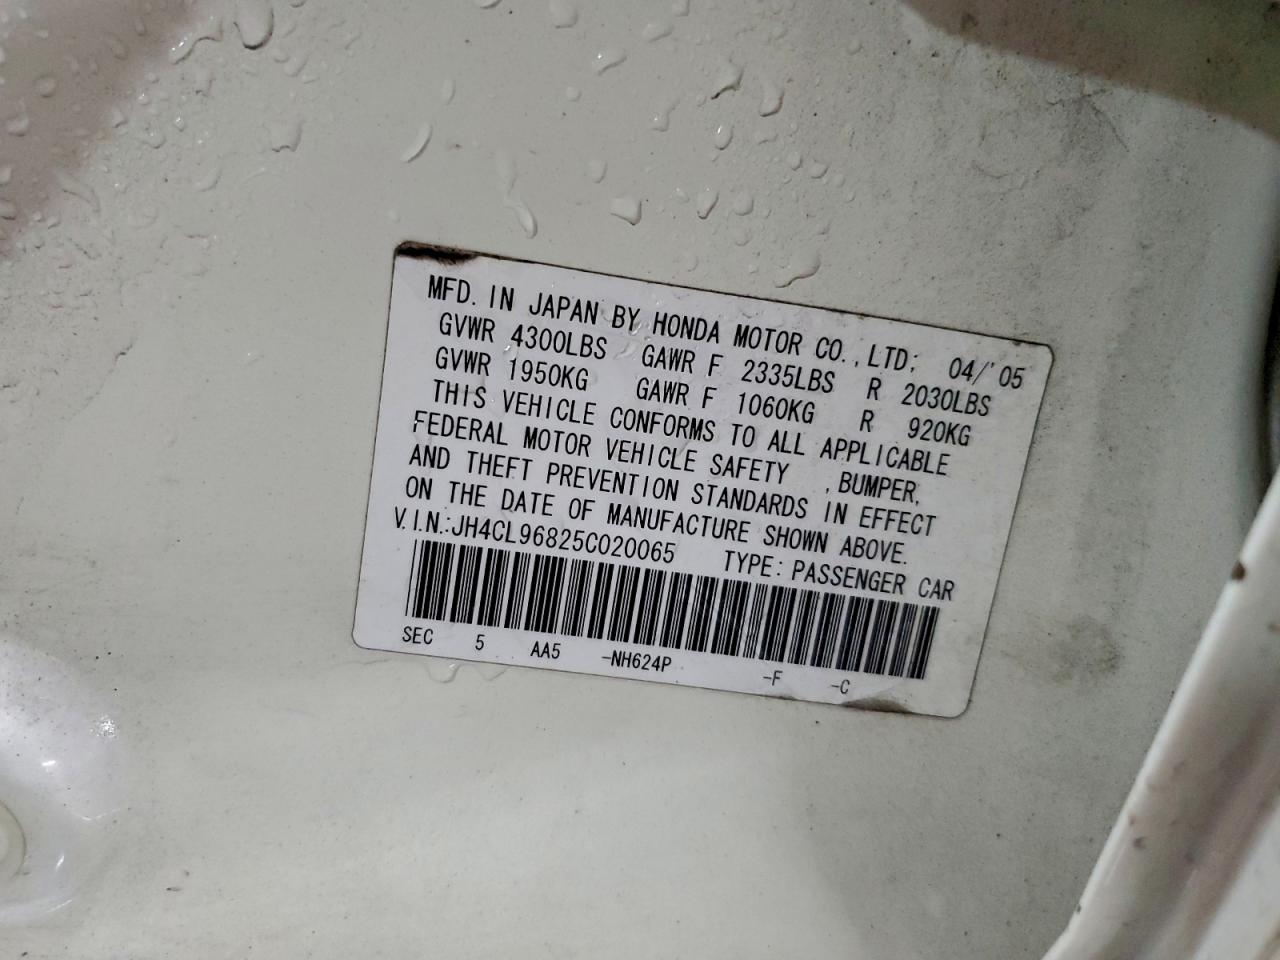 MFD. IN JAPAN BY HONDA MOTOR CO., LTD; 04/'05
GVWR 4300LBS GAWR F 2335LBS R 2030LBS
GVWR 1950KG GAWR F 1060KG R 920KG
THIS VEHICLE CONFORMS TO ALL APPLICABLE
FEDERAL MOTOR VEHICLE SAFETY , BUMPER,
AND THEFT PREVENTION STANDARDS IN EFFECT
ON THE DATE OF MANUFACTURE SHOWN ABOVE.
V.I.N.:JH4CL96825C020065 TYPE: PASSENGER CAR
SEC 5 AA5 -NH624P -F -C